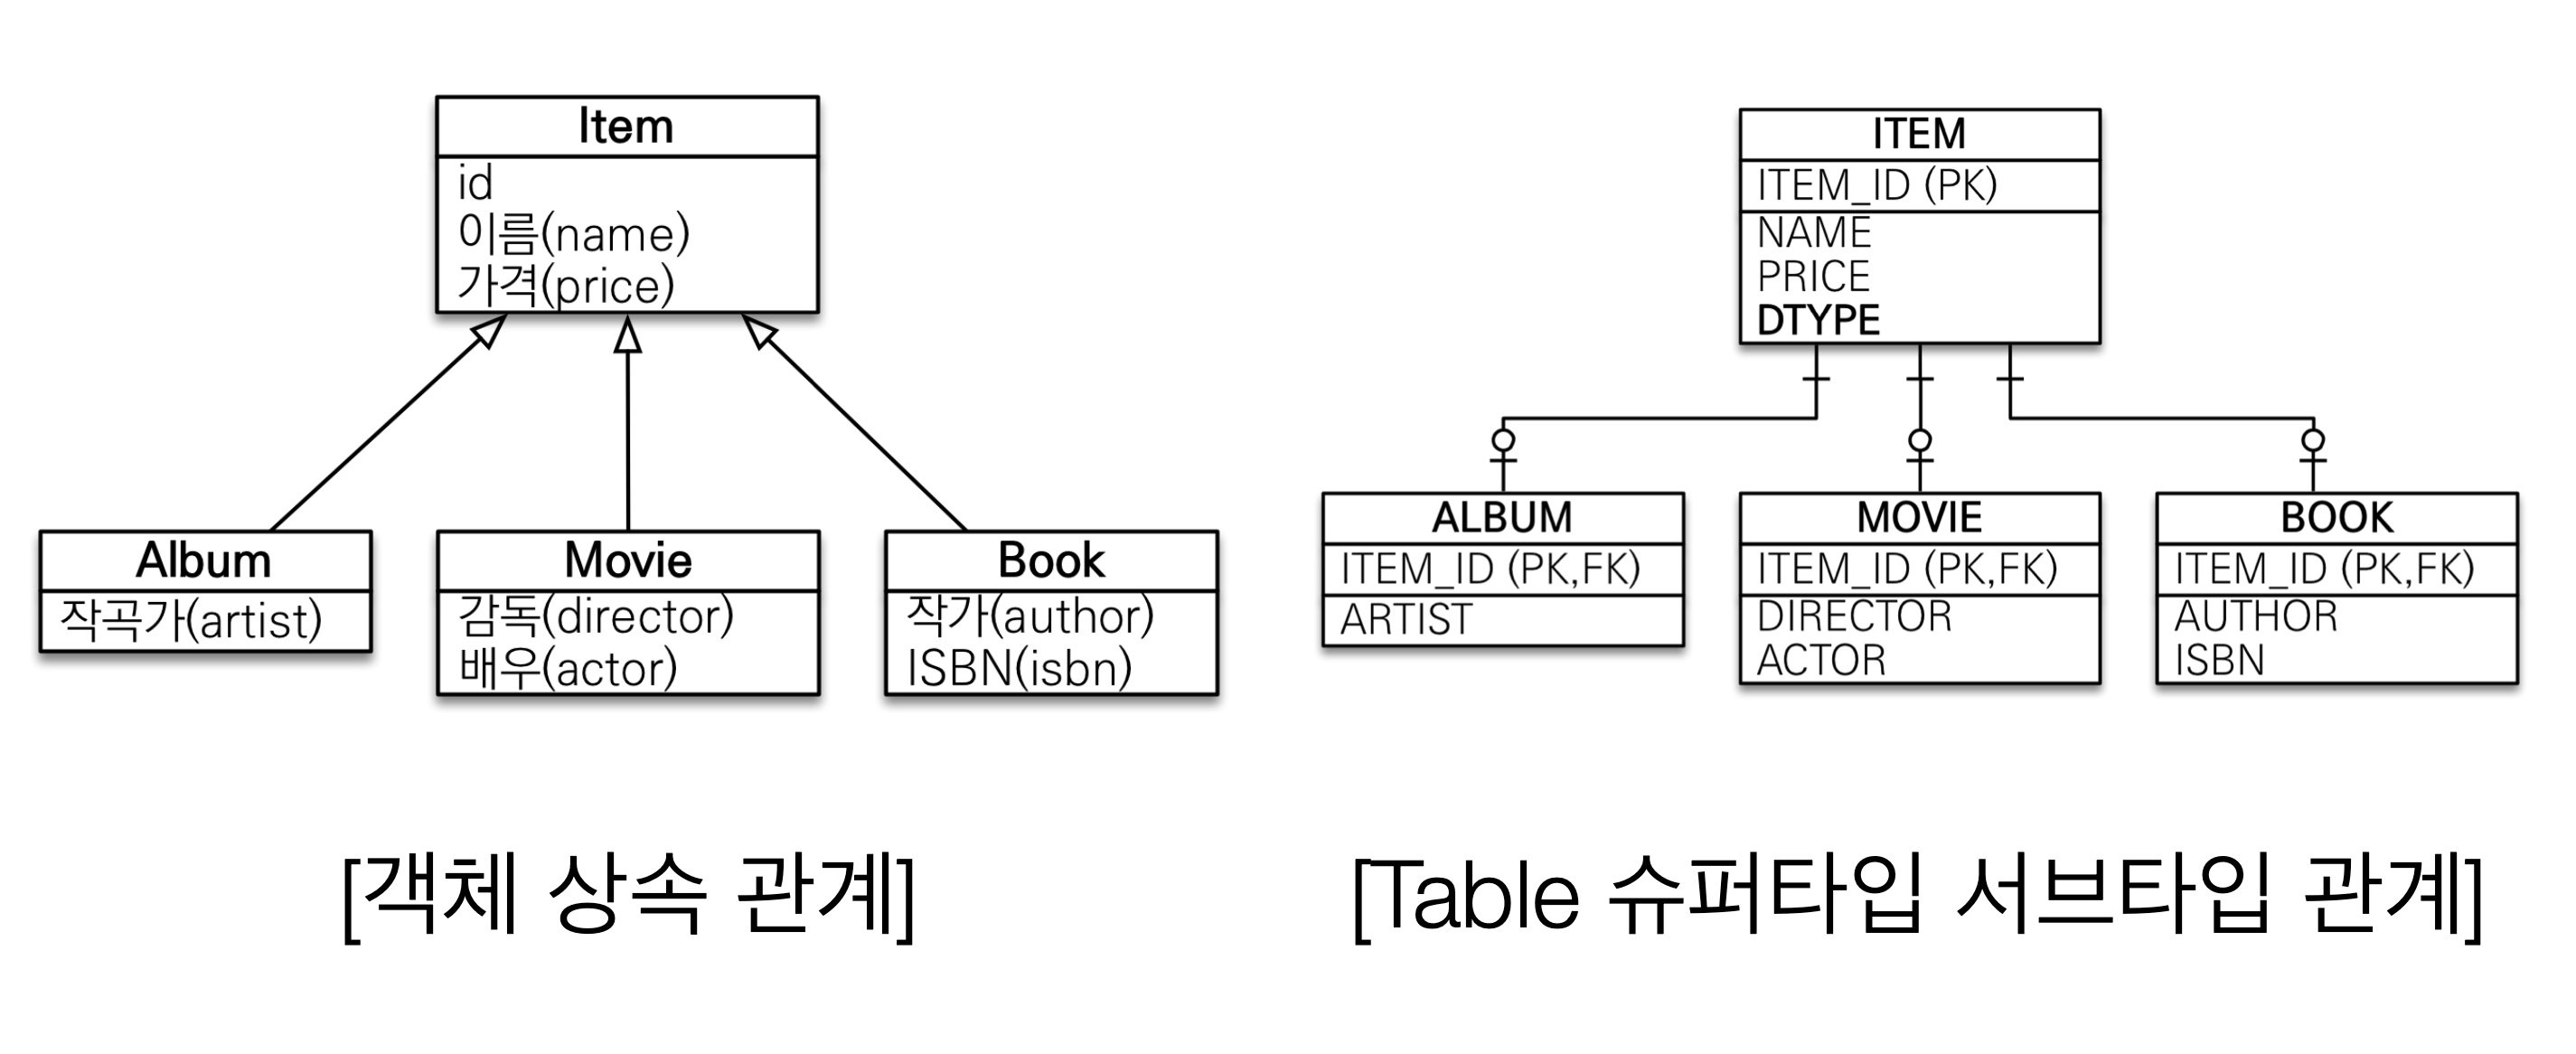 Item
id
이름(name)
가격(price)
Album
작곡가(artist)
Movie
감독(director)
배우(actor)
Book
작가(author)
ISBN(isbn)
[객체 상속 관계]
ITEM
ITEM_ID (PK)
NAME
PRICE
DTYPE
ALBUM
ITEM_ID (PK,FK)
ARTIST
MOVIE
ITEM_ID (PK,FK)
DIRECTOR
ACTOR
BOOK
ITEM_ID (PK,FK)
AUTHOR
ISBN
[Table 슈퍼타입 서브타입 관계]